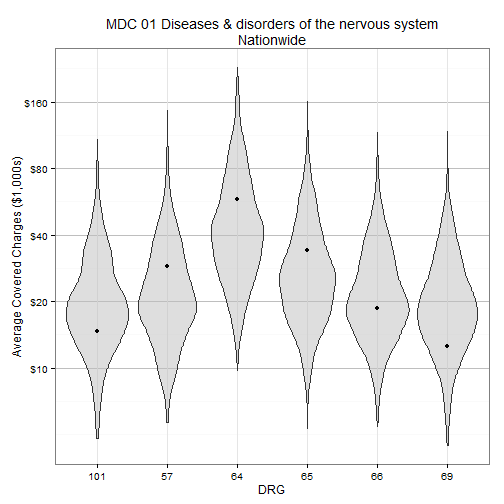 MDC 01 Diseases & disorders of the nervous system
Nationwide
Average Covered Charges ($1,000s)
$160
$80
$40
$20
$10
101 57 64 65 66 69
DRG